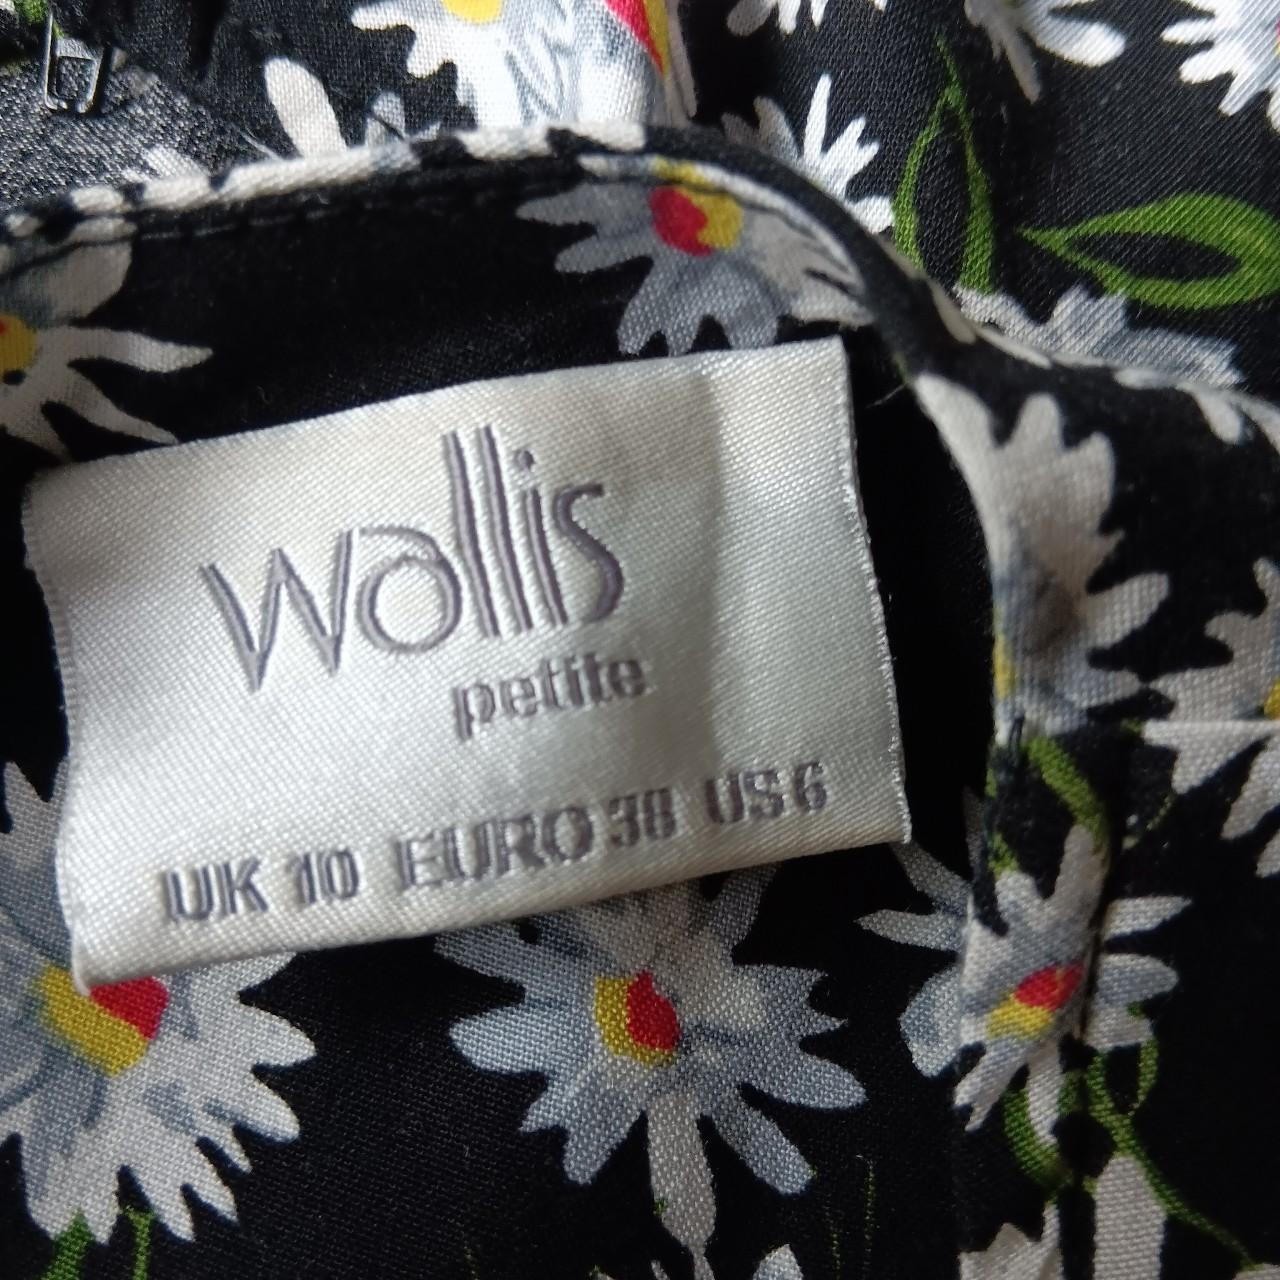 wallis
petite
UK 10 EURO 38 US 6